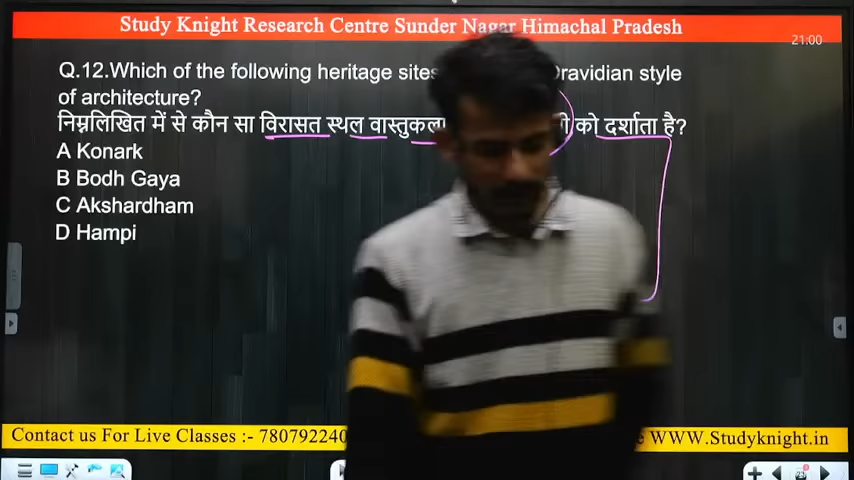 Study Knight Research Centre Sunder Nagar Himachal Pradesh
21:00
Q.12.Which of the following heritage sites Dravidian style
of architecture?
निम्नलिखित में से कौन सा विरासत स्थल को दर्शाता है?
A Konark
B Bodh Gaya
C Akshardham
D Hampi
Contact us For Live Classes :- 780792240
WWW.Studyknight.in